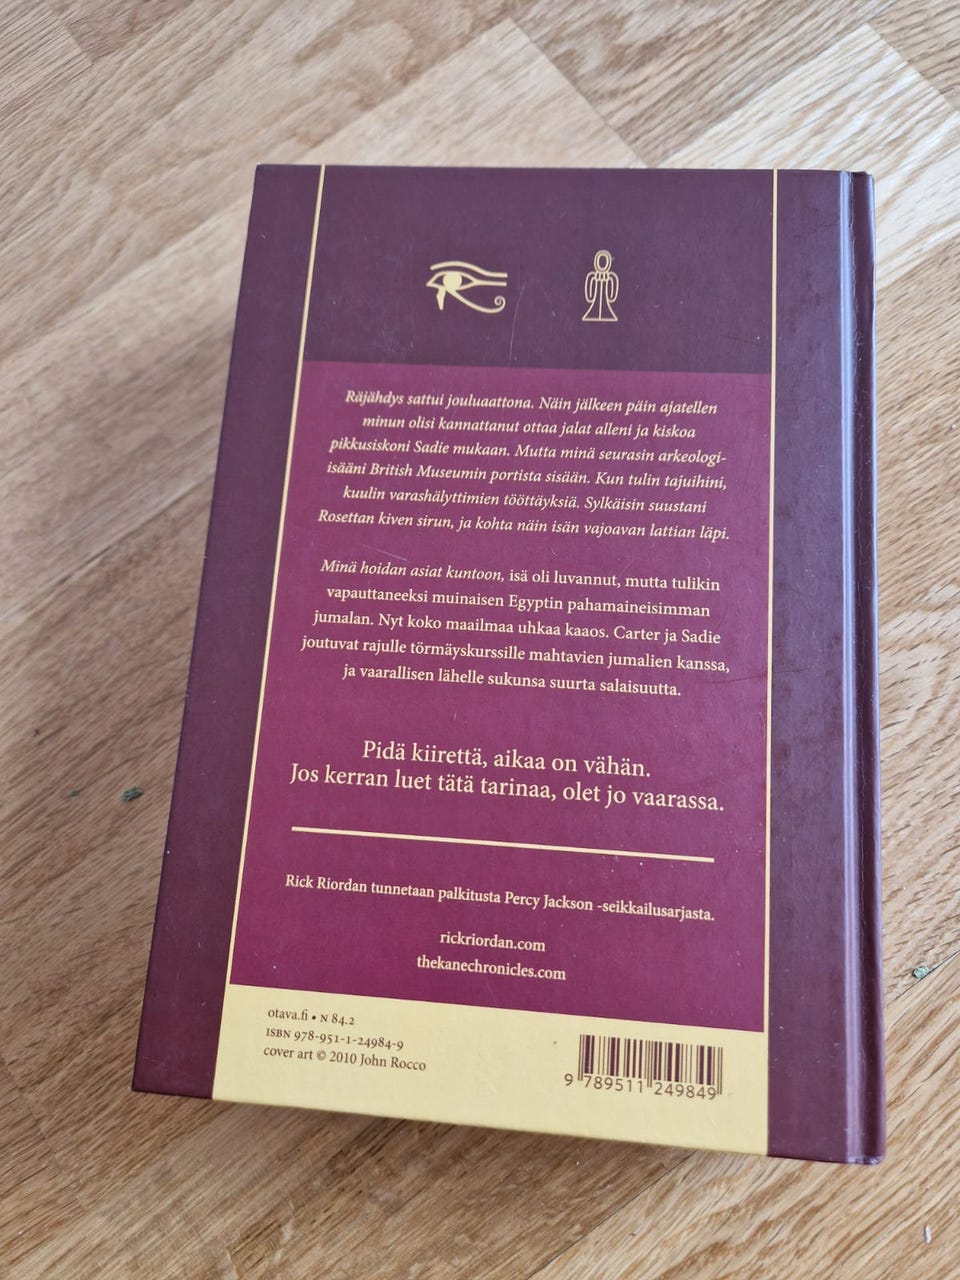 Räjähdys sattui jouluaattona. Näin jälkeen päin ajatellen
minun olisi kannattanut ottaa jalat alleni ja kiskoa
pikkusiskoni Sadie mukaan. Mutta minä seurasin arkeologi-
isääni British Museumin portista sisään. Kun tulin tajuihini,
kuulin varashälyttimien tööttäyksiä. Sylkäisin suustani
Rosettan kiven sirun, ja kohta näin isän vajoavan lattian läpi.
Minä hoidan asiat kuntoon, isä oli luvannut, mutta tulikin
vapauttaneeksi muinaisen Egyptin pahamaineisimman
jumalan. Nyt koko maailmaa uhkaa kaaos. Carter ja Sadie
joutuvat rajulle törmäyskurssille mahtavien jumalien kanssa,
ja vaarallisen lähelle sukunsa suurta salaisuutta.
Pidä kiirettä, aikaa on vähän.
Jos kerran luet tätä tarinaa, olet jo vaarassa.
Rick Riordan tunnetaan palkitusta Percy Jackson -seikkailusarjasta.
rickriordan.com
thekanechronicles.com
otava.fi • N 84.2
ISBN 978-951-1-24984-9
cover art © 2010 John Rocco
9 789511 249849